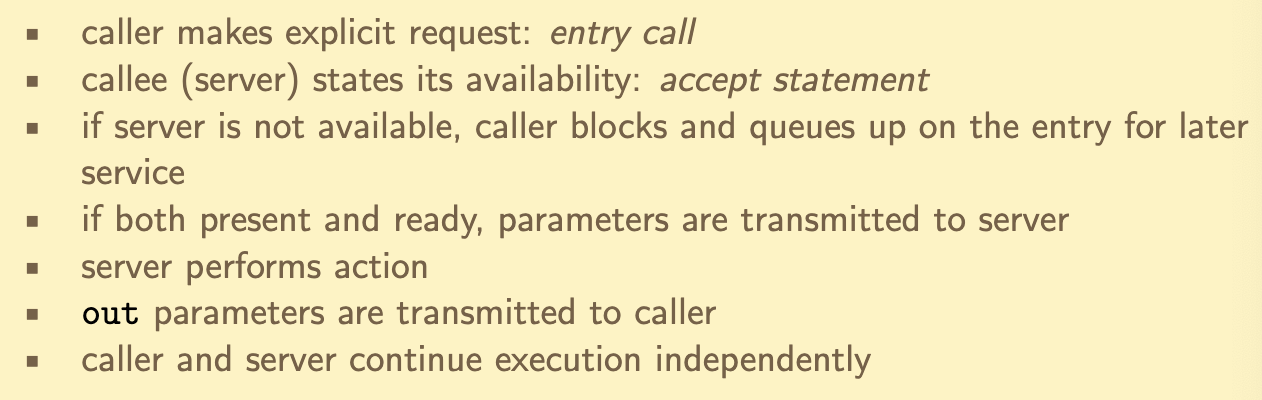 ▪ caller makes explicit request: entry call
▪ callee (server) states its availability: accept statement
▪ if server is not available, caller blocks and queues up on the entry for later
service
▪ if both present and ready, parameters are transmitted to server
▪ server performs action
▪ out parameters are transmitted to caller
▪ caller and server continue execution independently